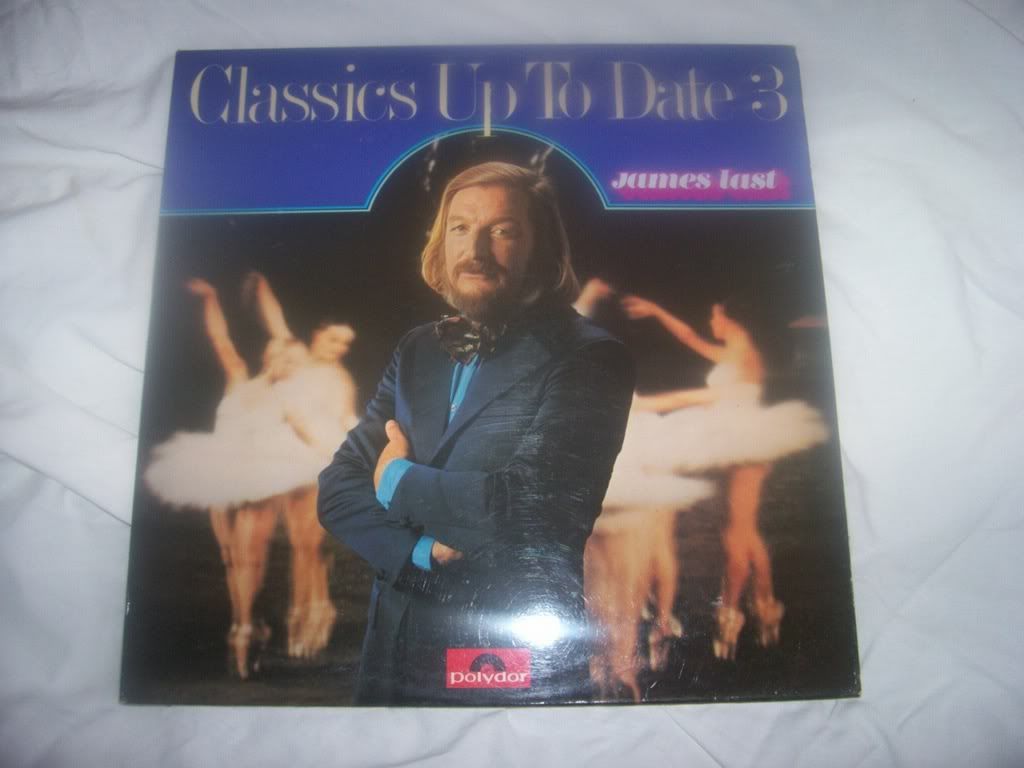 Classics Up To Date 3
james last
polydor